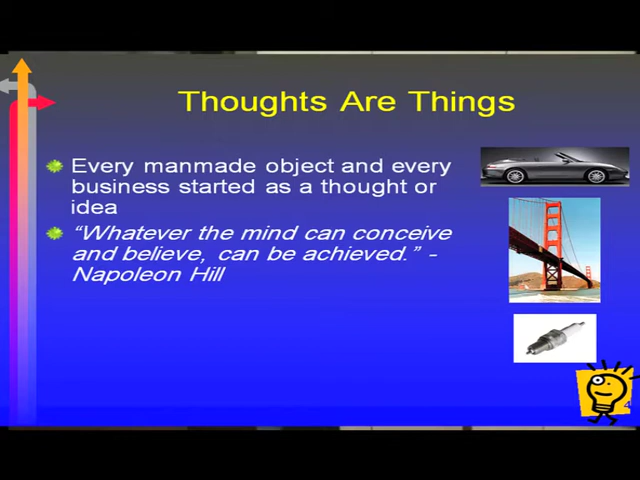 Thoughts Are Things
Every manmade object and every
business started as a thought or
idea
“Whatever the mind can conceive
and believe, can be achieved.” -
Napoleon Hill
4